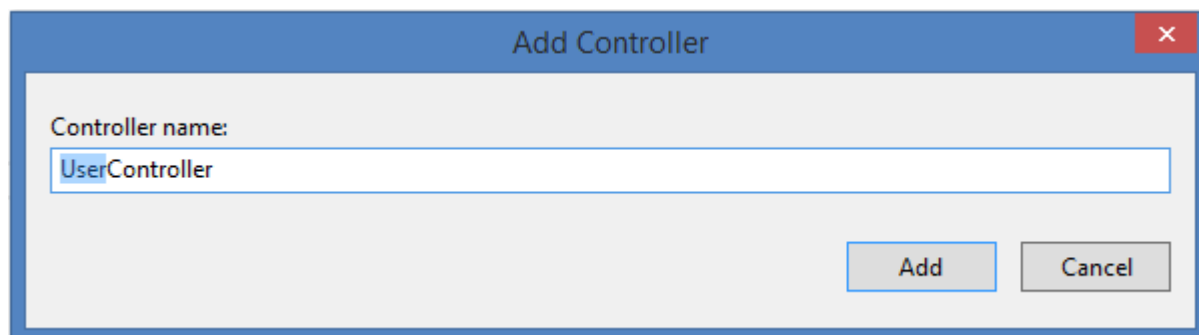 Add Controller
Controller name:
UserController
Add
Cancel